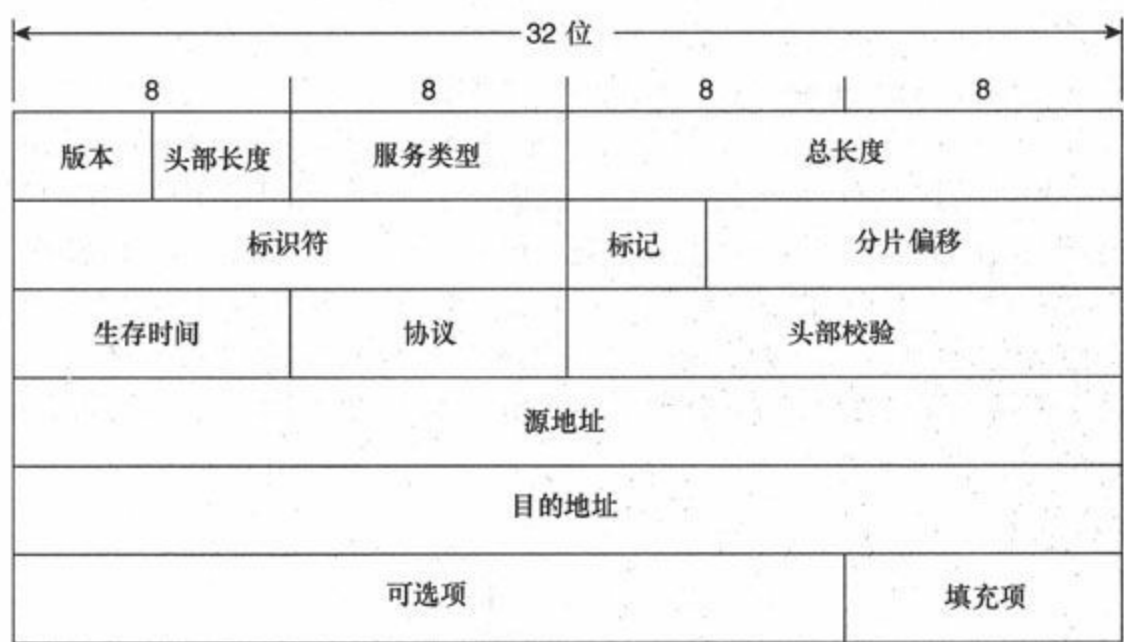 32 位
8 8 8 8
版本 头部长度 服务类型 总长度
标识符 标记 分片偏移
生存时间 协议 头部校验
源地址
目的地址
可选项 填充项